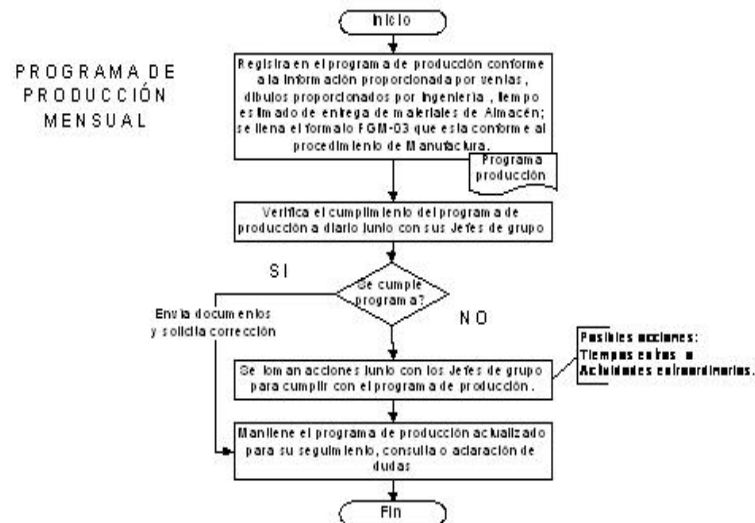 Inicio
PROGRAMA DE
PRODUCCIÓN
MENSUAL
Registra en el programa de producción conforme
a la información proporcionada por ventas,
dibujos proporcionados por Ingeniería, tiempo
estimado de entrega de materiales de Almacén;
se llena el formato FGM-03 que esta conforme al
procedimiento de Manufactura.
Programa
producción
Verifica el cumplimiento del programa de
producción a diario junto con sus Jefes de grupo
SI
Se cumple
programa?
NO
Envía documentos
y solicita corrección
Posibles acciones:
Tiempos extras o
Actividades extraordinarias.
Se toman acciones junto con los Jefes de grupo
para cumplir con el programa de producción.
Mantiene el programa de producción actualizado
para su seguimiento, consulta o aclaración de
dudas
Fin